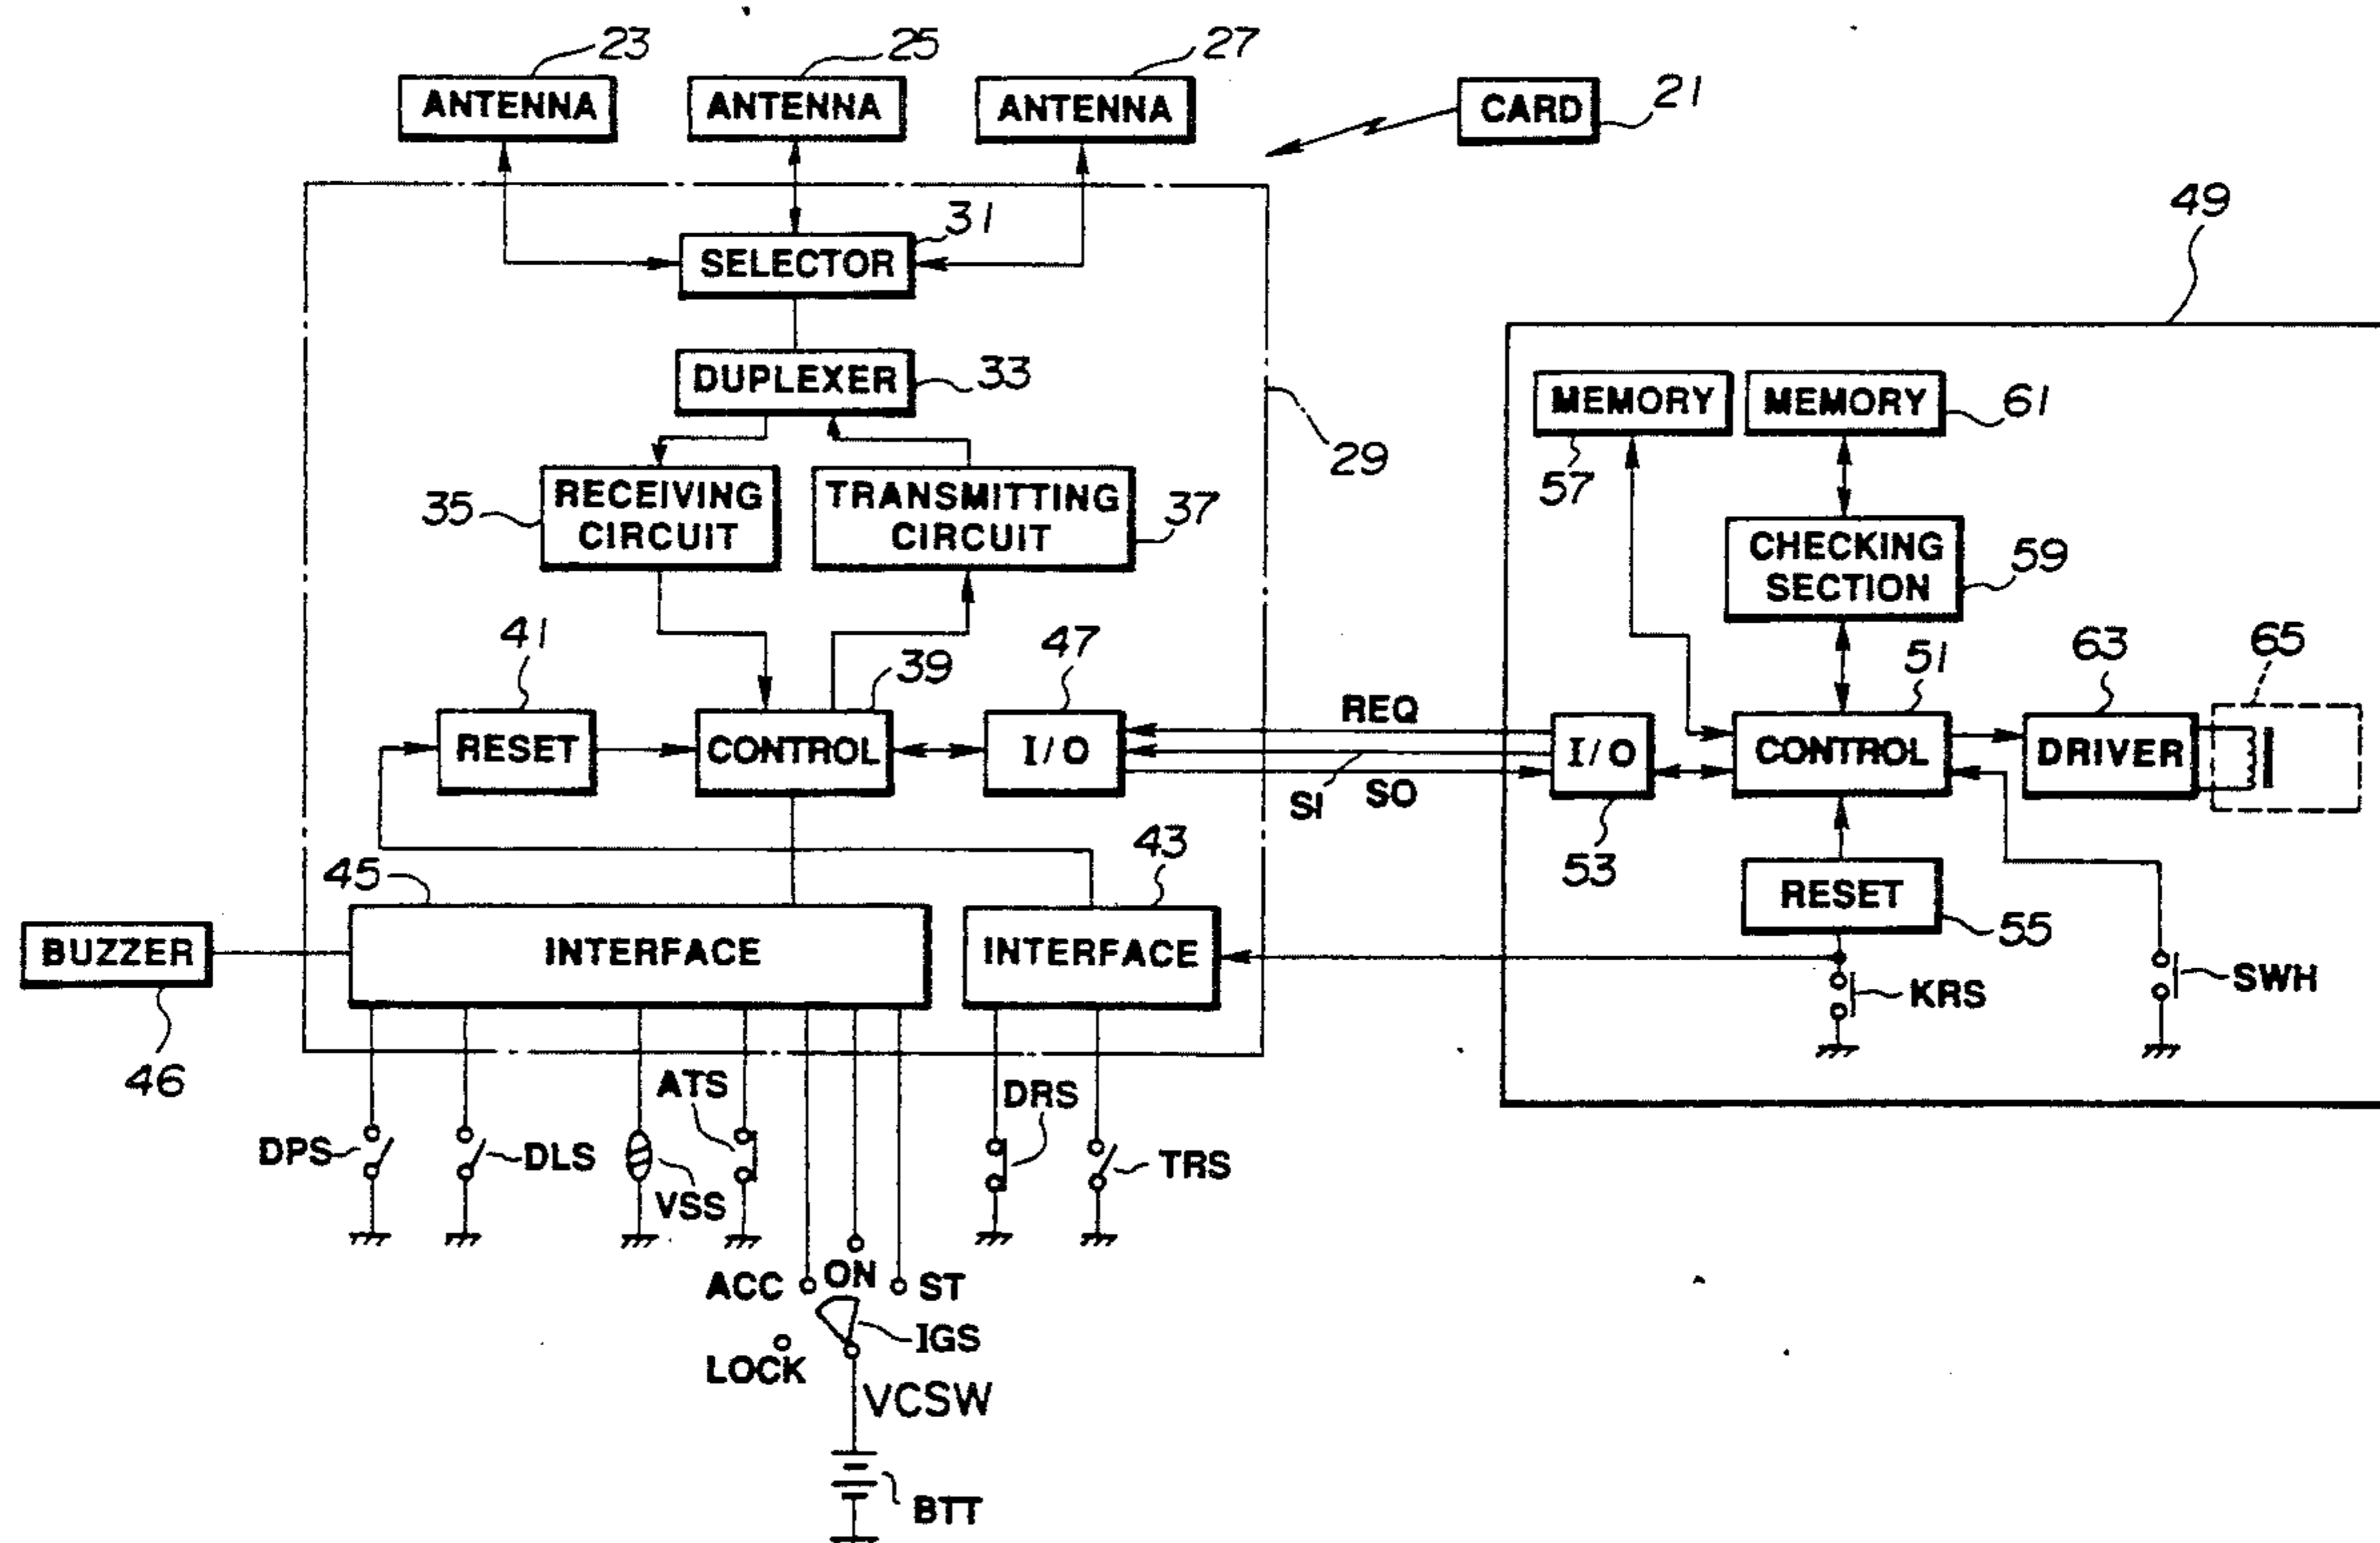 23
25
27
ANTENNA
ANTENNA
ANTENNA
CARD
21
31
SELECTOR
49
DUPLEXER
33
MEMORY
MEMORY
61
29
57
35
RECEIVING
CIRCUIT
TRANSMITTING
CIRCUIT
37
CHECKING
SECTION
59
41
39
47
51
63
65
RESET
CONTROL
I/O
REQ
SI
SO
I/O
CONTROL
DRIVER
53
45
43
RESET
55
BUZZER
46
INTERFACE
INTERFACE
KRS
SWH
DPS
DLS
VSS
ATS
DRS
TRS
ACC
ON
ST
LOCK
IGS
VCSW
BTT